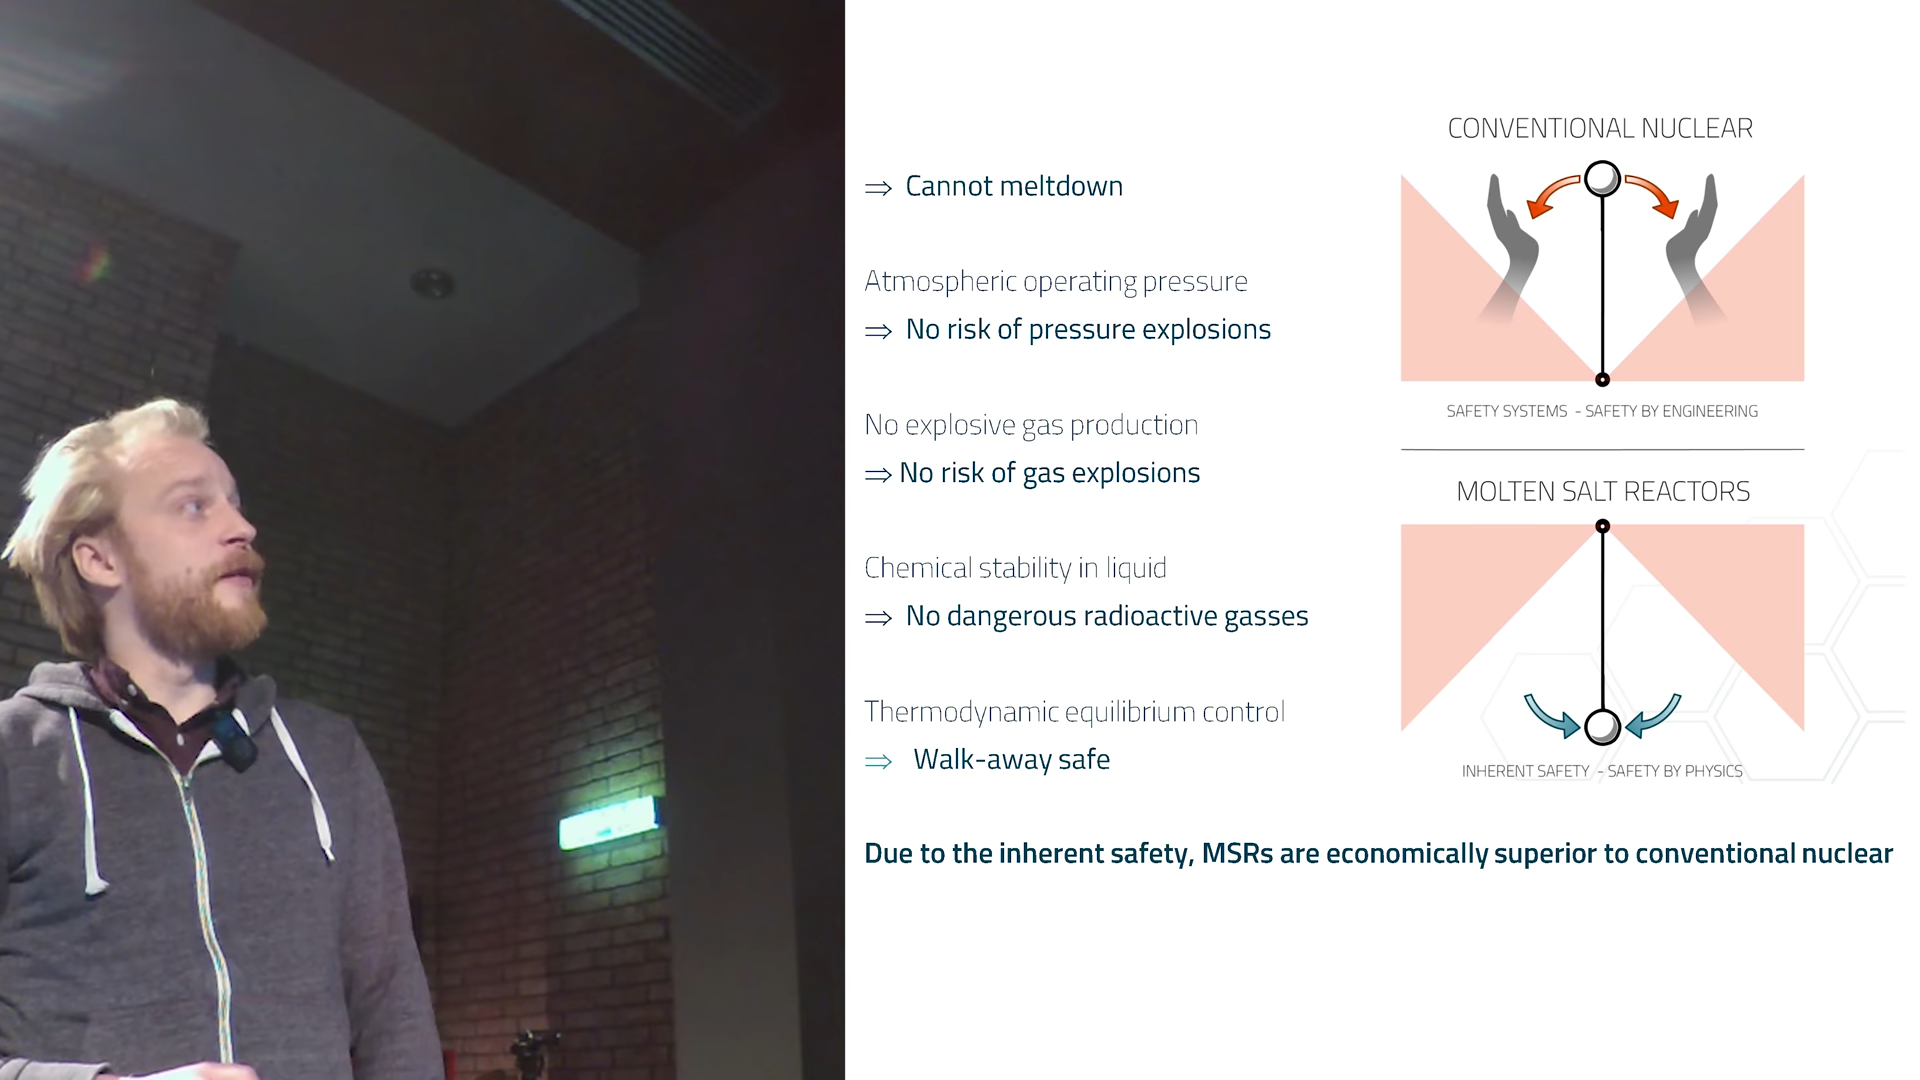 ⇒ Cannot meltdown
Atmospheric operating pressure
⇒ No risk of pressure explosions
No explosive gas production
⇒ No risk of gas explosions
Chemical stability in liquid
⇒ No dangerous radioactive gasses
Thermodynamic equilibrium control
⇒ Walk-away safe
Due to the inherent safety, MSRs are economically superior to conventional nuclear
CONVENTIONAL NUCLEAR
SAFETY SYSTEMS - SAFETY BY ENGINEERING
MOLTEN SALT REACTORS
INHERENT SAFETY - SAFETY BY PHYSICS